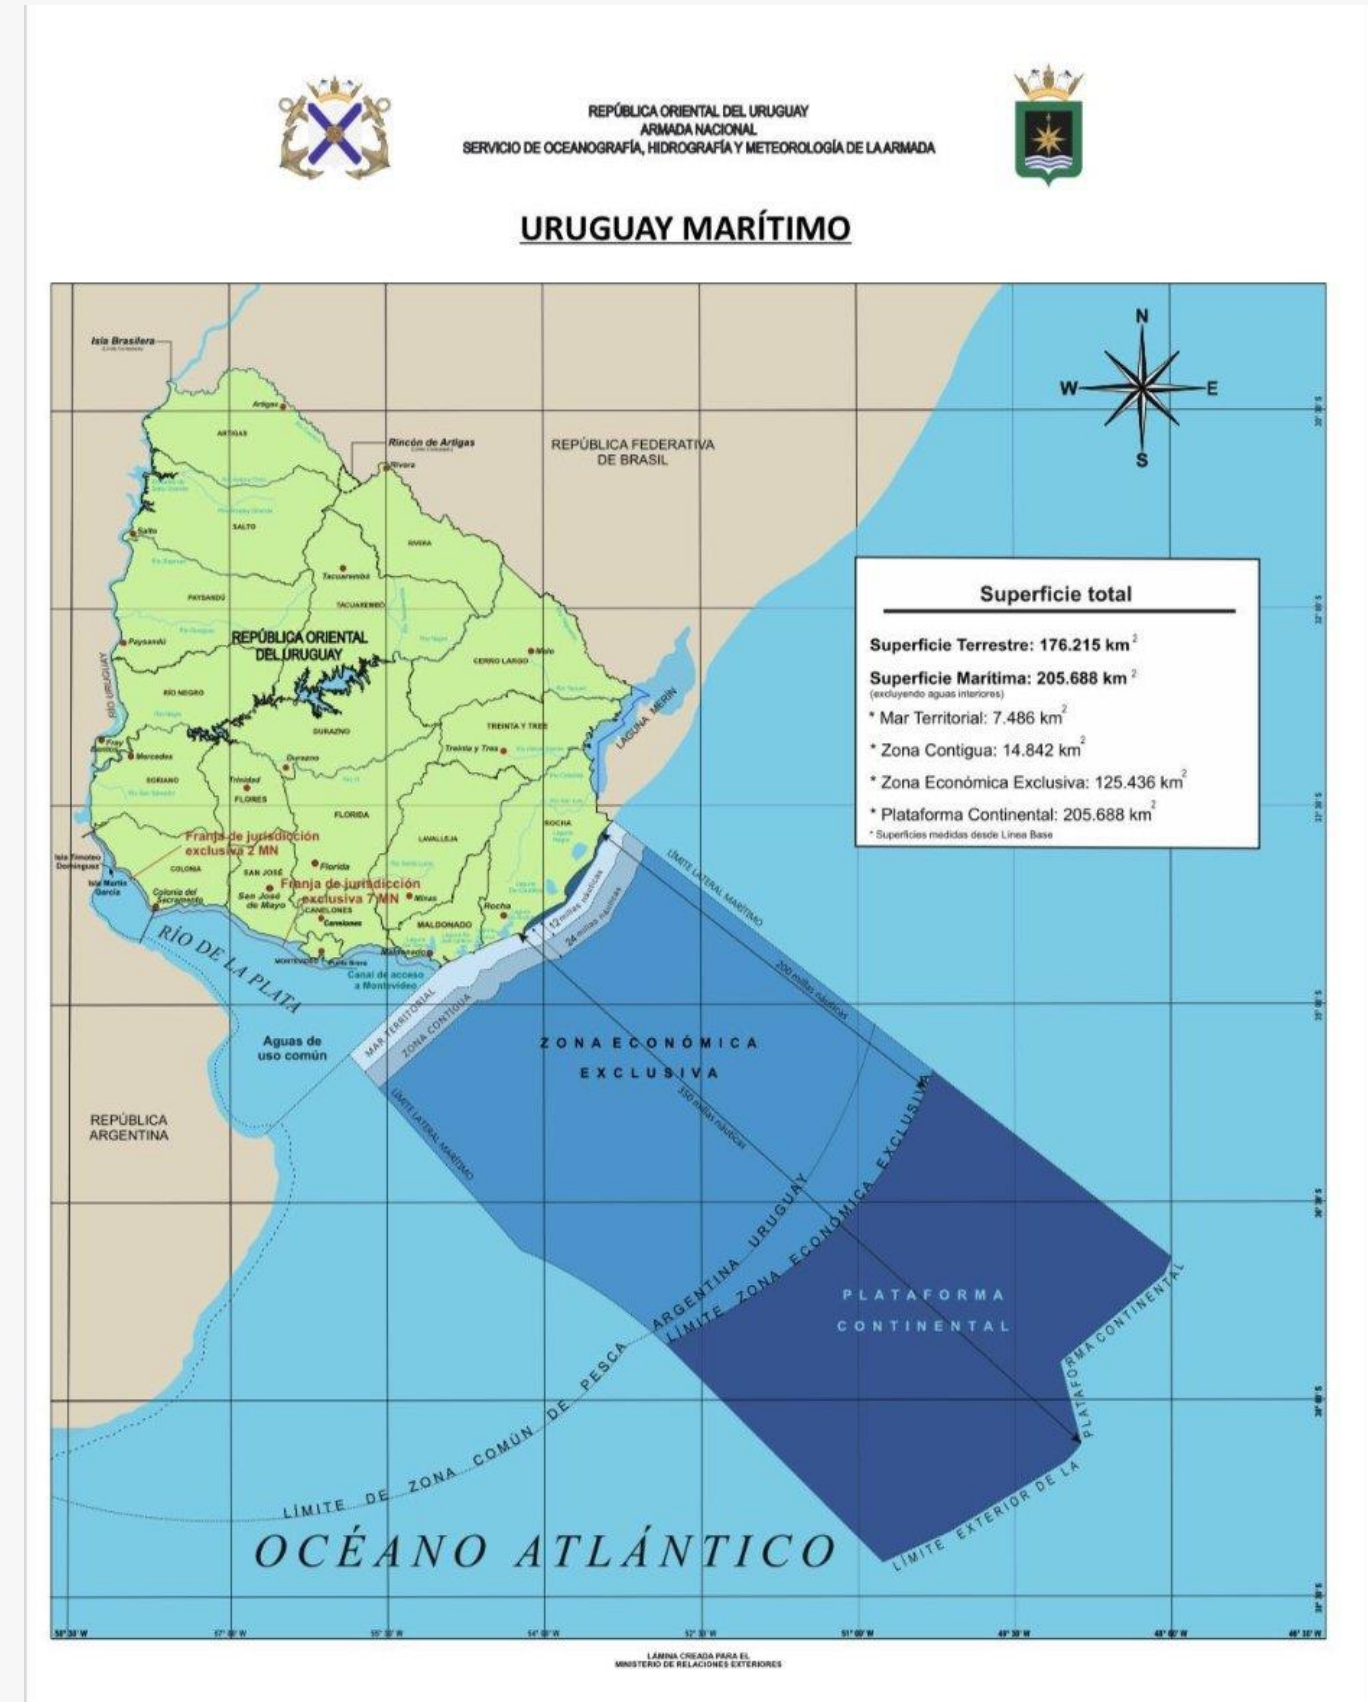 REPÚBLICA ORIENTAL DEL URUGUAY
ARMADA NACIONAL
SERVICIO DE OCEANOGRAFÍA, HIDROGRAFÍA Y METEOROLOGÍA DE LA ARMADA
URUGUAY MARÍTIMO
Isla Brasilera
N
W
E
S
Artigas
ARTIGAS
Rincón de Artigas
Rivera
REPÚBLICA FEDERATIVA
DE BRASIL
Salto
SALTO
RIVERA
Tacuarembó
TACUAREMBÓ
PAYSANDÚ
Paysandú
REPÚBLICA ORIENTAL
DEL URUGUAY
Melo
CERRO LARGO
RÍO URUGUAY
RÍO NEGRO
LAGUNA MERÍN
DURAZNO
TREINTA Y TRES
Treinta y Tres
Fray
Bentos
Mercedes
Durazno
SORIANO
Trinidad
FLORES
FLORIDA
LAVALLEJA
ROCHA
Superficie total
Superficie Terrestre: 176.215 km²
Superficie Marítima: 205.688 km²
(excluyendo aguas interiores)
* Mar Territorial: 7.486 km²
* Zona Contigua: 14.842 km²
* Zona Económica Exclusiva: 125.436 km²
* Plataforma Continental: 205.688 km²
* Superficies medidas desde Línea Base
Franja de jurisdicción
exclusiva 2 MN
Isla Timoteo
Domínguez
Isla Martín
García
COLONIA
Colonia del
Sacramento
SAN JOSÉ
San José
de Mayo
Florida
Franja de jurisdicción
exclusiva 7 MN
CANELONES
Canelones
Minas
MALDONADO
Maldonado
Rocha
MONTEVIDEO
Punta Brava
Canal de acceso
a Montevideo
RÍO DE LA PLATA
Aguas de
uso común
MAR TERRITORIAL
ZONA CONTIGUA
12 millas náuticas
24 millas náuticas
LÍMITE LATERAL MARÍTIMO
200 millas náuticas
ZONA ECONÓMICA
EXCLUSIVA
350 millas náuticas
LÍMITE LATERAL MARÍTIMO
REPÚBLICA
ARGENTINA
LÍMITE DE ZONA COMÚN DE PESCA ARGENTINA URUGUAY
LÍMITE ZONA ECONÓMICA EXCLUSIVA
PLATAFORMA
CONTINENTAL
LÍMITE EXTERIOR DE LA PLATAFORMA CONTINENTAL
OCÉANO ATLÁNTICO
LÁMINA CREADA PARA EL
MINISTERIO DE RELACIONES EXTERIORES